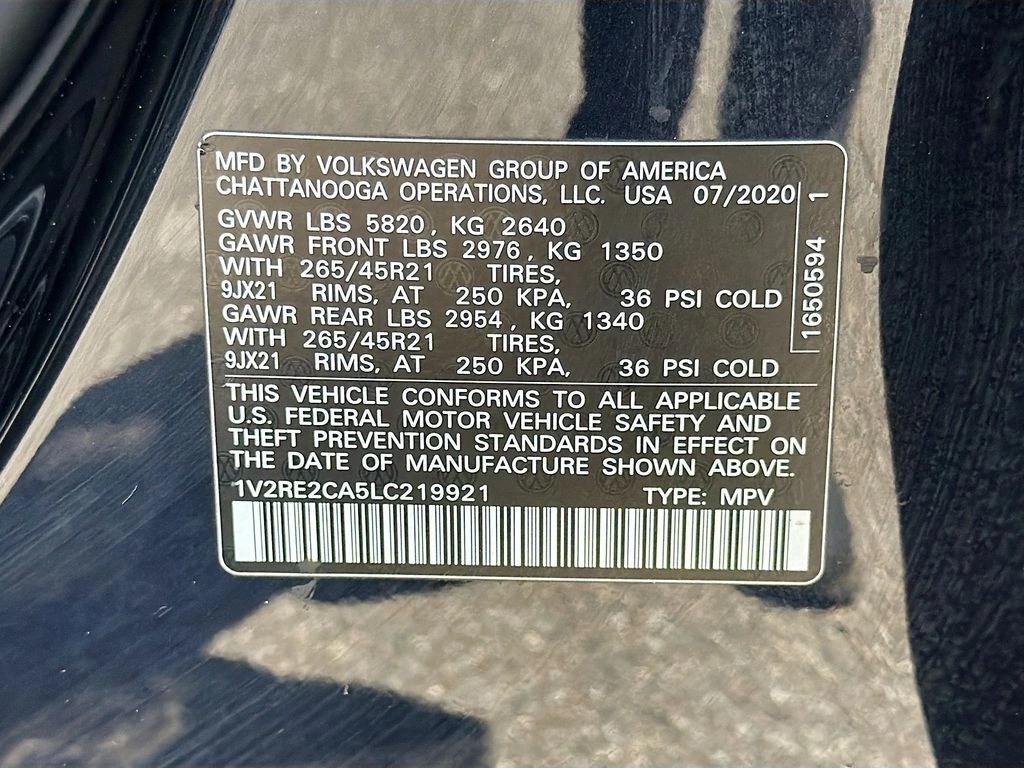 MFD BY VOLKSWAGEN GROUP OF AMERICA
CHATTANOOGA OPERATIONS, LLC. USA 07/2020
GVWR LBS 5820, KG 2640
GAWR FRONT LBS 2976, KG 1350
WITH 265/45R21 TIRES,
9JX21 RIMS, AT 250 KPA, 36 PSI COLD
GAWR REAR LBS 2954, KG 1340
WITH 265/45R21 TIRES,
9JX21 RIMS, AT 250 KPA, 36 PSI COLD
1650594 1
THIS VEHICLE CONFORMS TO ALL APPLICABLE
U.S. FEDERAL MOTOR VEHICLE SAFETY AND
THEFT PREVENTION STANDARDS IN EFFECT ON
THE DATE OF MANUFACTURE SHOWN ABOVE.
1V2RE2CA5LC219921 TYPE: MPV